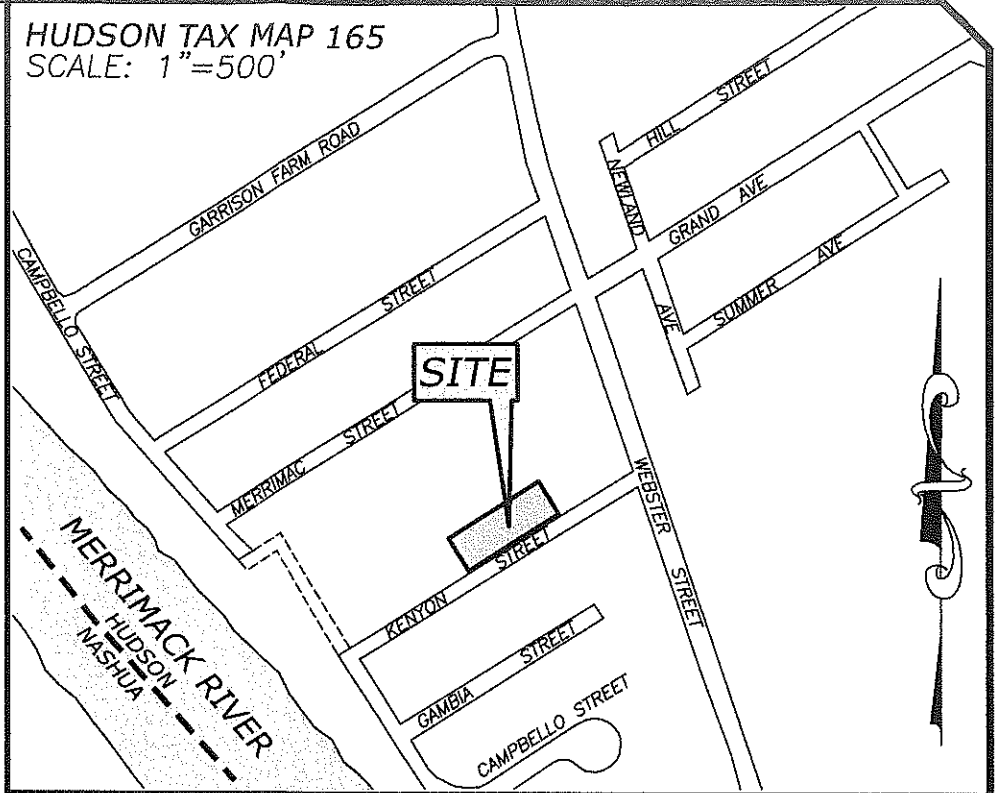 HUDSON TAX MAP 165
SCALE: 1"=500'
HILL STREET
NEWLAND AVE
GRAND AVE
SUMMER AVE
GARRISON FARM ROAD
CAMPBELLO STREET
FEDERAL STREET
SITE
MERRIMAC STREET
WEBSTER STREET
KENYON STREET
MERRIMACK RIVER
HUDSON
NASHUA
GAMBIA STREET
CAMPBELLO STREET